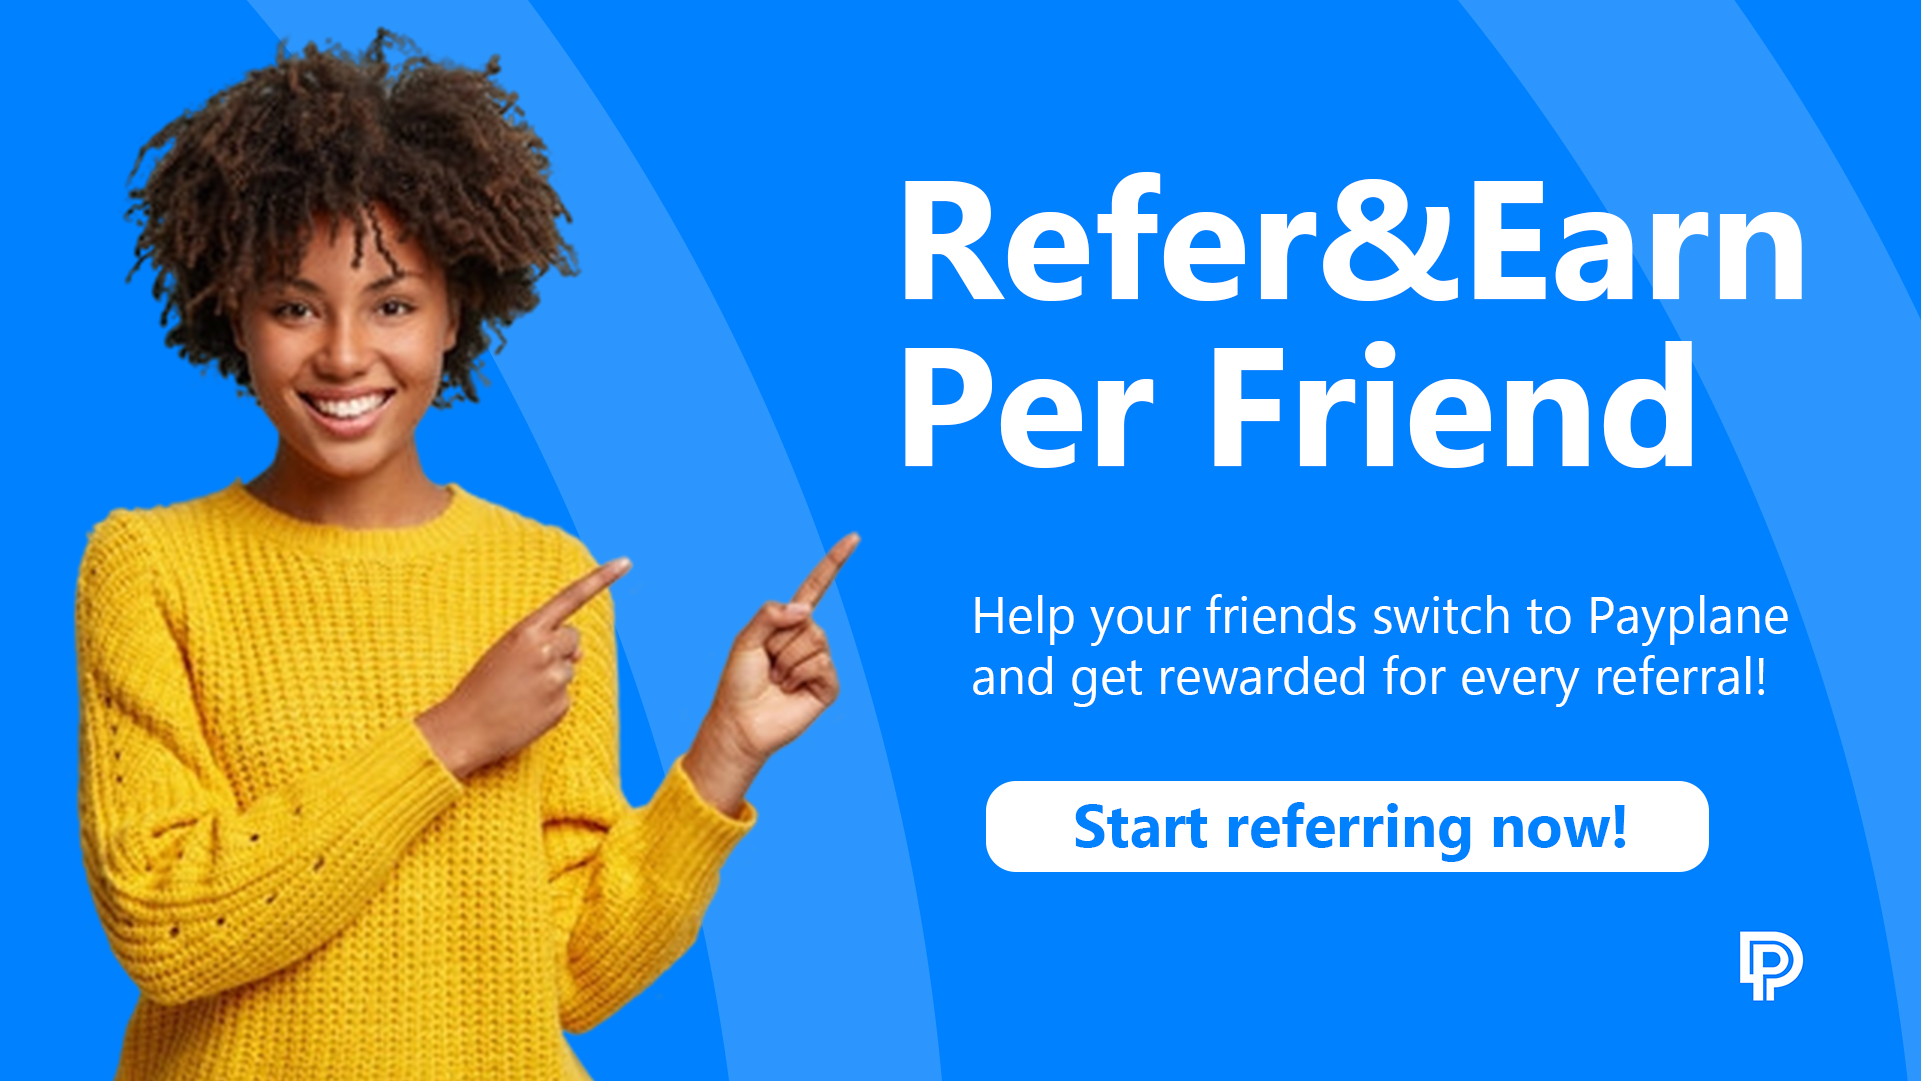 Refer&Earn
Per Friend
Help your friends switch to Payplane
and get rewarded for every referral!
Start referring now!